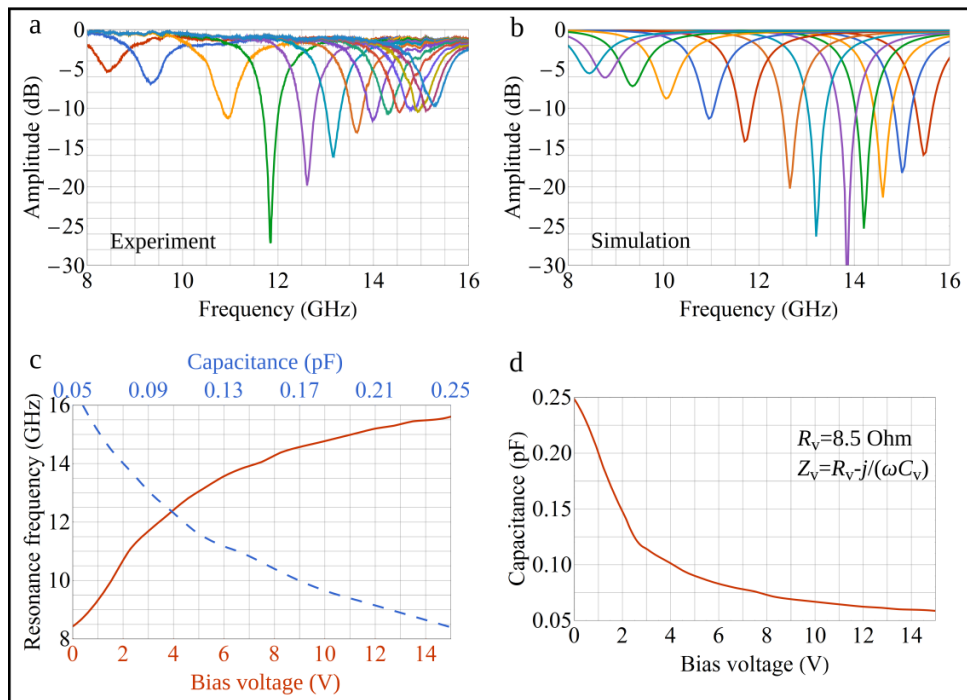 a
0
−5
−10
−15
−20
−25
−30
Amplitude (dB)
Experiment
8 10 12 14 16
Frequency (GHz)
b
0
−5
−10
−15
−20
−25
−30
Amplitude (dB)
Simulation
8 10 12 14 16
Frequency (GHz)
c
Capacitance (pF)
0.05 0.09 0.13 0.17 0.21 0.25
16
14
12
10
8
Resonance frequency (GHz)
0 2 4 6 8 10 12 14
Bias voltage (V)
d
0.25
0.20
0.15
0.10
0.05
Capacitance (pF)
Rv=8.5 Ohm
Zv=Rv-j/(ωCv)
0 2 4 6 8 10 12 14
Bias voltage (V)